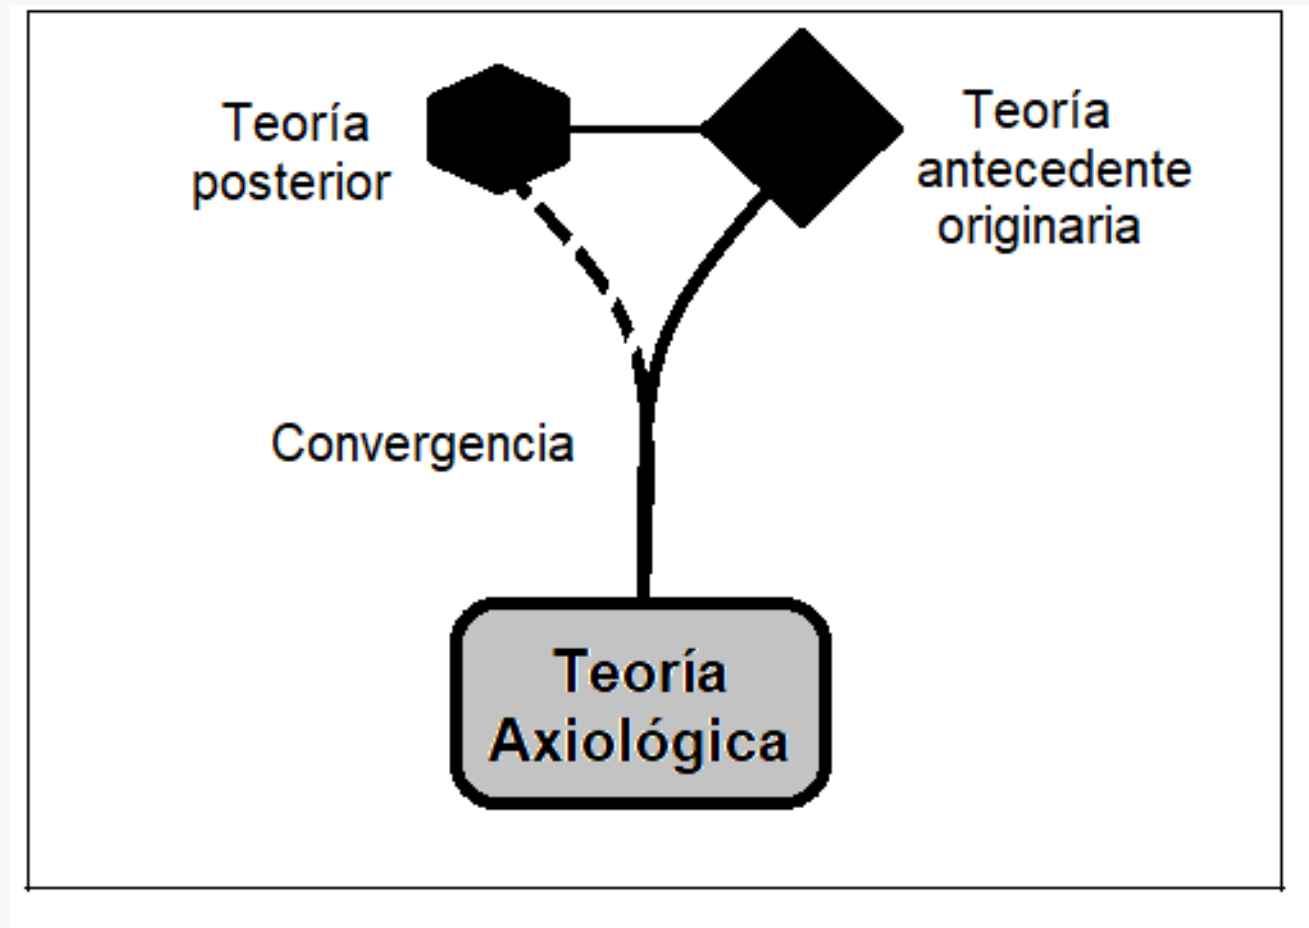 Teoría
posterior
Teoría
antecedente
originaria
Convergencia
Teoría
Axiológica